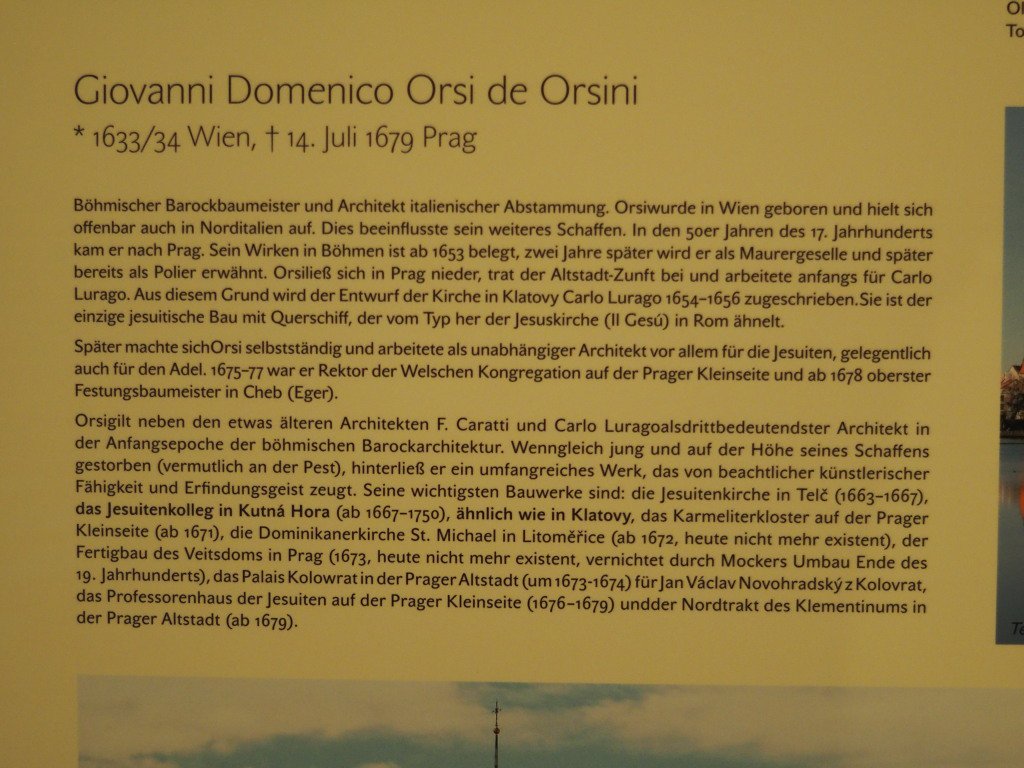 Giovanni Domenico Orsi de Orsini
* 1633/34 Wien, † 14. Juli 1679 Prag
Böhmischer Barockbaumeister und Architekt italienischer Abstammung. Orsiwurde in Wien geboren und hielt sich
offenbar auch in Norditalien auf. Dies beeinflusste sein weiteres Schaffen. In den 50er Jahren des 17. Jahrhunderts
kam er nach Prag. Sein Wirken in Böhmen ist ab 1653 belegt, zwei Jahre später wird er als Maurergeselle und später
bereits als Polier erwähnt. Orsiließ sich in Prag nieder, trat der Altstadt-Zunft bei und arbeitete anfangs für Carlo
Lurago. Aus diesem Grund wird der Entwurf der Kirche in Klatovy Carlo Lurago 1654–1656 zugeschrieben.Sie ist der
einzige jesuitische Bau mit Querschiff, der vom Typ her der Jesuskirche (Il Gesú) in Rom ähnelt.
Später machte sichOrsi selbstständig und arbeitete als unabhängiger Architekt vor allem für die Jesuiten, gelegentlich
auch für den Adel. 1675–77 war er Rektor der Welschen Kongregation auf der Prager Kleinseite und ab 1678 oberster
Festungsbaumeister in Cheb (Eger).
Orsigilt neben den etwas älteren Architekten F. Caratti und Carlo Luragoalsdrittbedeutendster Architekt in
der Anfangsepoche der böhmischen Barockarchitektur. Wenngleich jung und auf der Höhe seines Schaffens
gestorben (vermutlich an der Pest), hinterließ er ein umfangreiches Werk, das von beachtlicher künstlerischer
Fähigkeit und Erfindungsgeist zeugt. Seine wichtigsten Bauwerke sind: die Jesuitenkirche in Telč (1663–1667),
das Jesuitenkolleg in Kutná Hora (ab 1667–1750), ähnlich wie in Klatovy, das Karmeliterkloster auf der Prager
Kleinseite (ab 1671), die Dominikanerkirche St. Michael in Litoměřice (ab 1672, heute nicht mehr existent), der
Fertigbau des Veitsdoms in Prag (1673, heute nicht mehr existent, vernichtet durch Mockers Umbau Ende des
19. Jahrhunderts), das Palais Kolowrat in der Prager Altstadt (um 1673-1674) für Jan Václav Novohradský z Kolovrat,
das Professorenhaus der Jesuiten auf der Prager Kleinseite (1676–1679) undder Nordtrakt des Klementinums in
der Prager Altstadt (ab 1679).